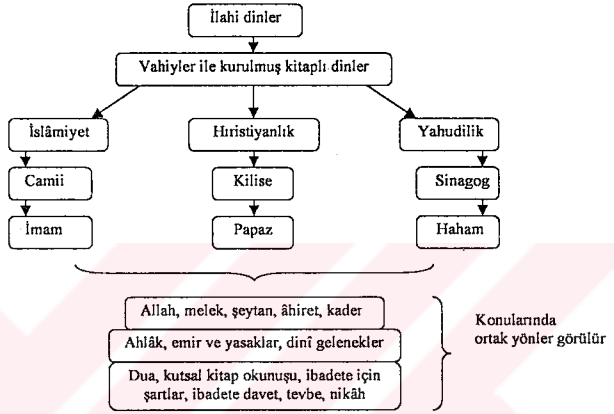 İlahi dinler
Vahiyler ile kurulmuş kitaplı dinler
İslâmiyet
Hıristiyanlık
Yahudilik
Camii
Kilise
Sinagog
İmam
Papaz
Haham
Allah, melek, şeytan, âhiret, kader
Ahlâk, emir ve yasaklar, dinî gelenekler
Dua, kutsal kitap okunuşu, ibadete için
şartlar, ibadete davet, tevbe, nikâh
Konularında
ortak yönler görülür